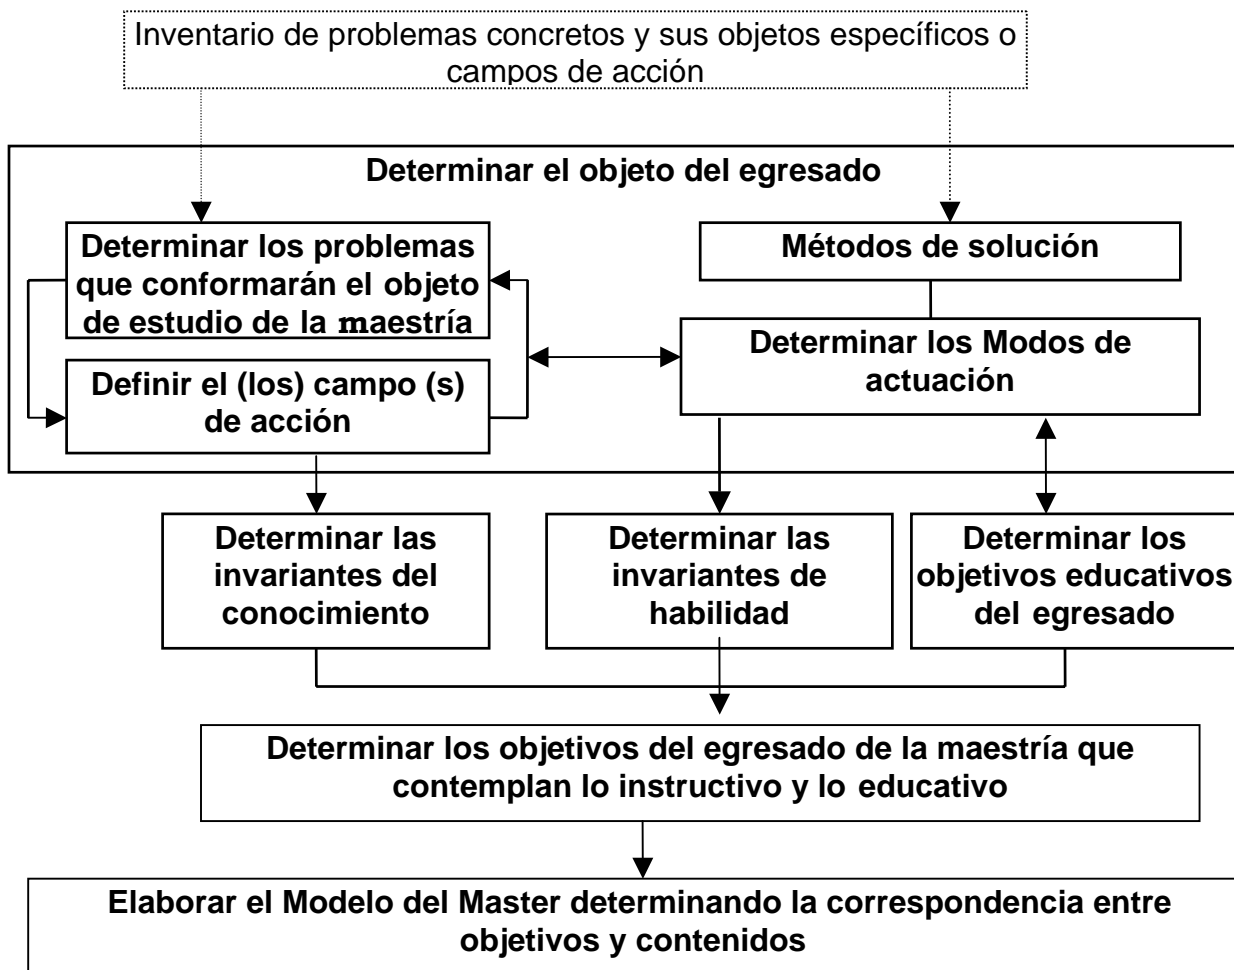 Inventario de problemas concretos y sus objetos específicos o
campos de acción
Determinar el objeto del egresado
Determinar los problemas
que conformarán el objeto
de estudio de la maestría
Métodos de solución
Determinar los Modos de
actuación
Definir el (los) campo (s)
de acción
Determinar las
invariantes del
conocimiento
Determinar las
invariantes de
habilidad
Determinar los
objetivos educativos
del egresado
Determinar los objetivos del egresado de la maestría que
contemplan lo instructivo y lo educativo
Elaborar el Modelo del Master determinando la correspondencia entre
objetivos y contenidos